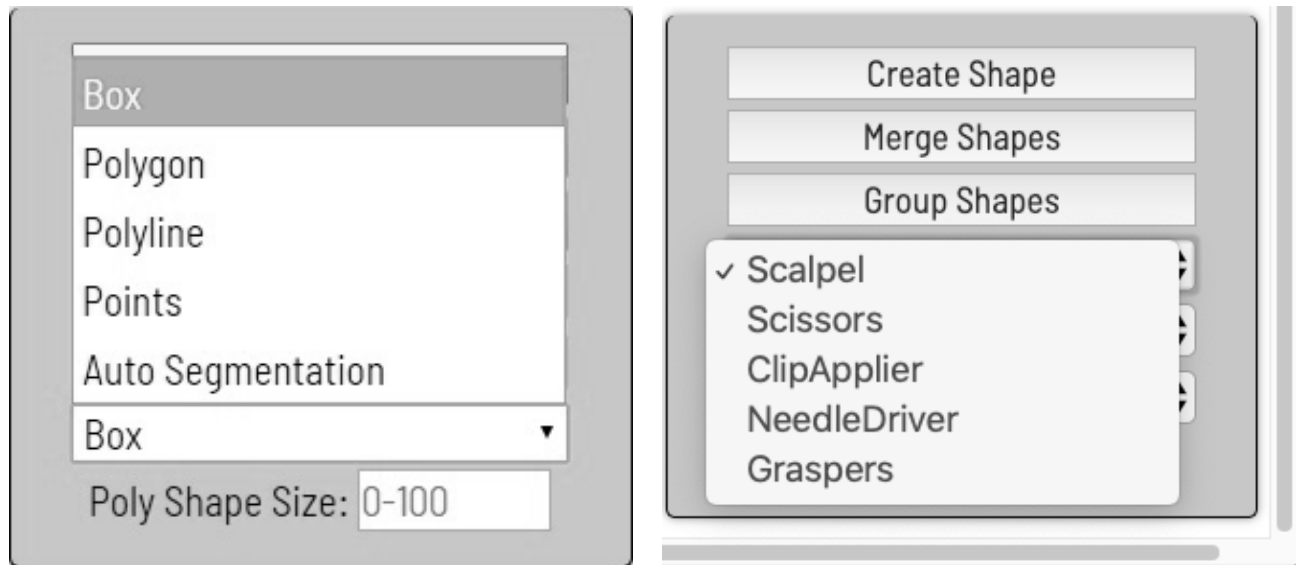 Box
Polygon
Polyline
Points
Auto Segmentation
Box
Poly Shape Size: 0-100
Create Shape
Merge Shapes
Group Shapes
✓ Scalpel
Scissors
ClipApplier
NeedleDriver
Graspers